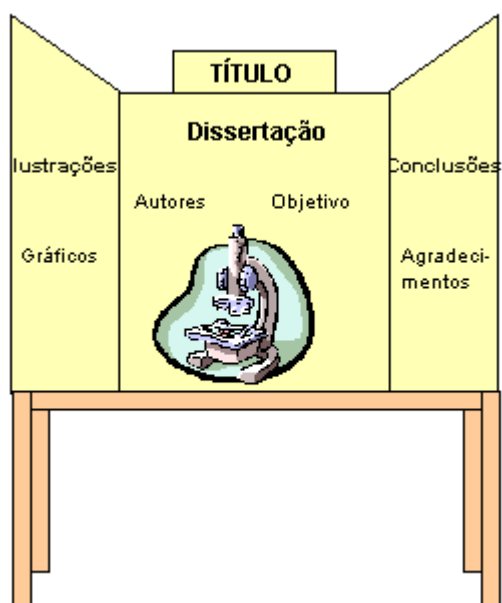 TÍTULO
Dissertação
lustrações
Autores Objetivo
Gráficos
Conclusões
Agradeci-
mentos